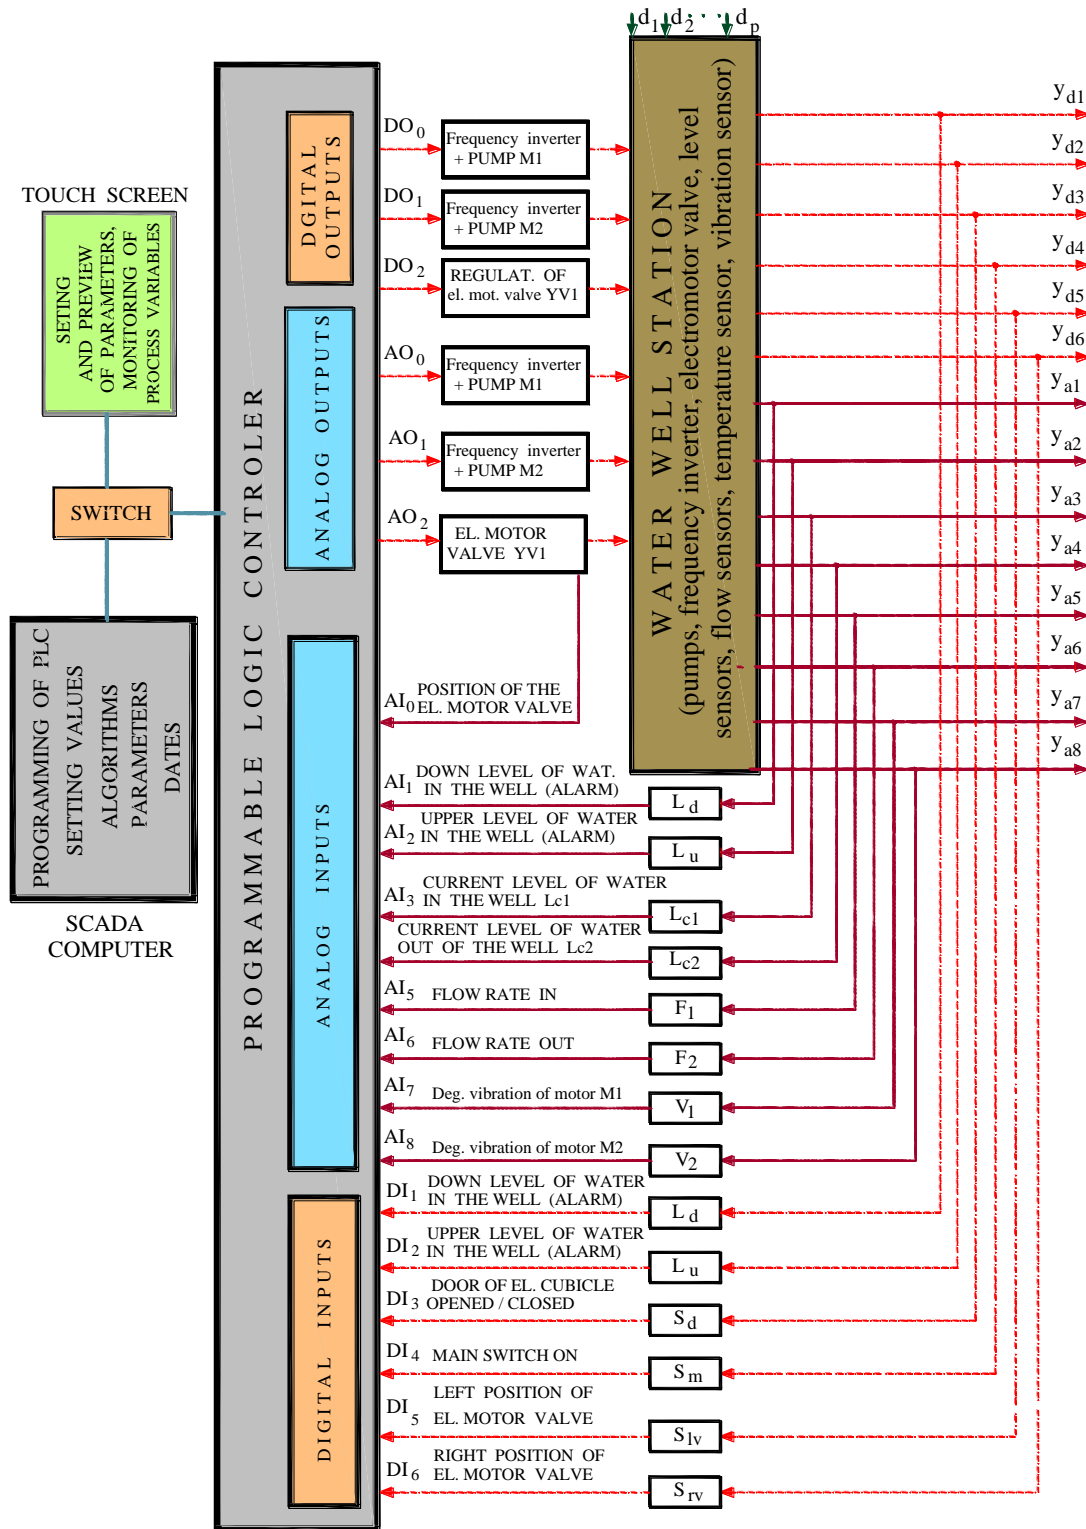 d1 d2 ... dp
TOUCH SCREEN
SETING
AND PREVIEW
OF PARAMETERS,
MONITORING OF
PROCESS VARIABLES
SWITCH
PROGRAMMING OF PLC
SETTING VALUES
ALGORITHMS
PARAMETERS
DATES
SCADA
COMPUTER
PROGRAMMABLE LOGIC CONTROLER
DGITAL
OUTPUTS
ANALOG OUTPUTS
ANALOG INPUTS
DIGITAL INPUTS
DO0
Frequency inverter
+ PUMP M1
DO1
Frequency inverter
+ PUMP M2
DO2
REGULAT. OF
el. mot. valve YV1
AO0
Frequency inverter
+ PUMP M1
AO1
Frequency inverter
+ PUMP M2
AO2
EL. MOTOR
VALVE YV1
WATER WELL STATION
(pumps, frequency inverter, electromotor valve, level
sensors, flow sensors, temperature sensor, vibration sensor)
yd1
yd2
yd3
yd4
yd5
yd6
ya1
ya2
ya3
ya4
ya5
ya6
ya7
ya8
AI0
POSITION OF THE
EL. MOTOR VALVE
AI1
DOWN LEVEL OF WAT.
IN THE WELL (ALARM)
Ld
AI2
UPPER LEVEL OF WATER
IN THE WELL (ALARM)
Lu
AI3
CURRENT LEVEL OF WATER
IN THE WELL Lc1
Lc1
CURRENT LEVEL OF WATER
OUT OF THE WELL Lc2
Lc2
AI5 FLOW RATE IN
F1
AI6 FLOW RATE OUT
F2
AI7 Deg. vibration of motor M1
V1
AI8 Deg. vibration of motor M2
V2
DI1
DOWN LEVEL OF WATER
IN THE WELL (ALARM)
Ld
DI2
UPPER LEVEL OF WATER
IN THE WELL (ALARM)
Lu
DI3
DOOR OF EL. CUBICLE
OPENED / CLOSED
Sd
DI4 MAIN SWITCH ON
Sm
DI5
LEFT POSITION OF
EL. MOTOR VALVE
Slv
DI6
RIGHT POSITION OF
EL. MOTOR VALVE
Srv